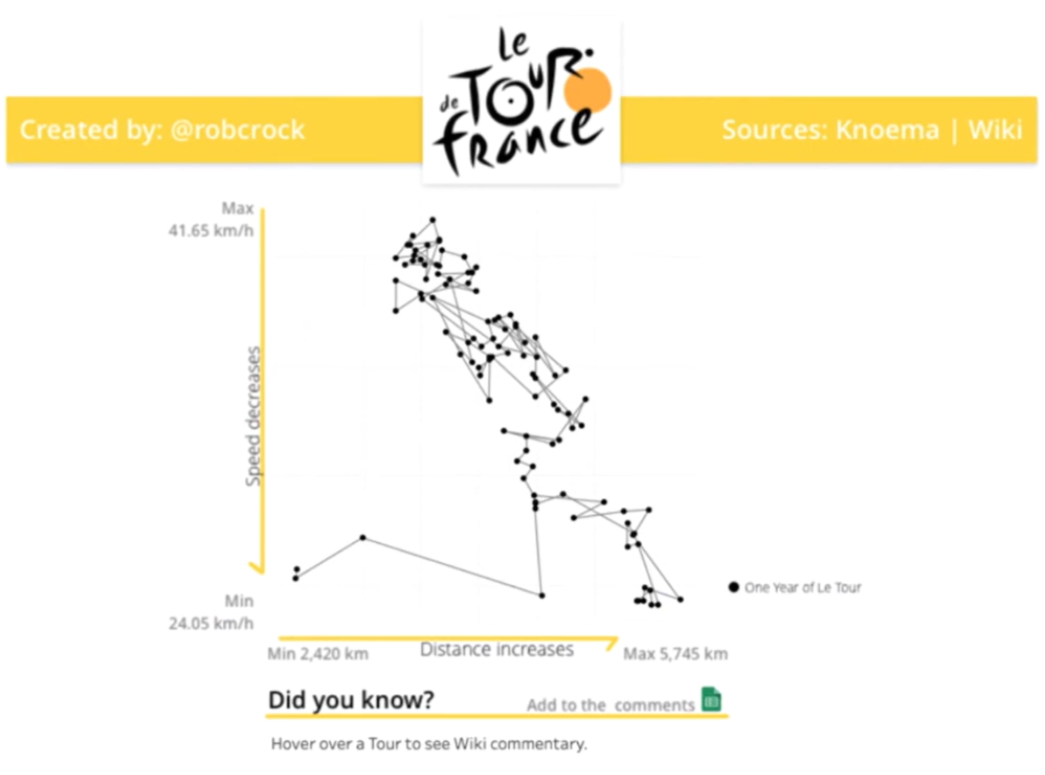 Le
de TOUR
france
Created by: @robcrock
Sources: Knoema | Wiki
Max
41.65 km/h
Speed decreases
Min
24.05 km/h
One Year of Le Tour
Min 2,420 km
Distance increases
Max 5,745 km
Did you know?
Add to the comments
Hover over a Tour to see Wiki commentary.